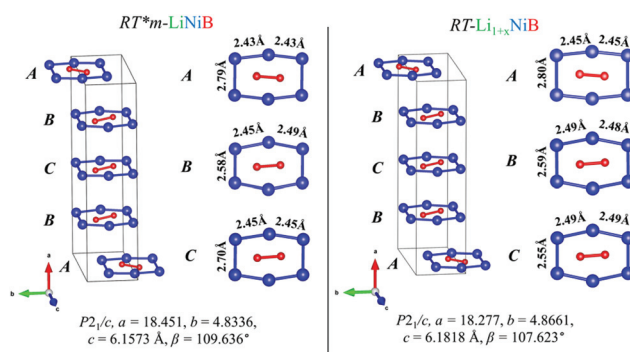 RT*m-LiNiB
A
B
C
B
A
a
b
c
2.43Å 2.43Å
2.79Å
A
2.45Å 2.49Å
2.58Å
B
2.45Å 2.45Å
2.70Å
C
P2₁/c, a = 18.451, b = 4.8336,
c = 6.1573 Å, β = 109.636°
RT-Li₁₊ₓNiB
A
B
C
B
A
a
b
c
2.45Å 2.45Å
2.80Å
A
2.49Å 2.48Å
2.59Å
B
2.49Å 2.49Å
2.55Å
C
P2₁/c, a = 18.277, b = 4.8661,
c = 6.1818 Å, β = 107.623°